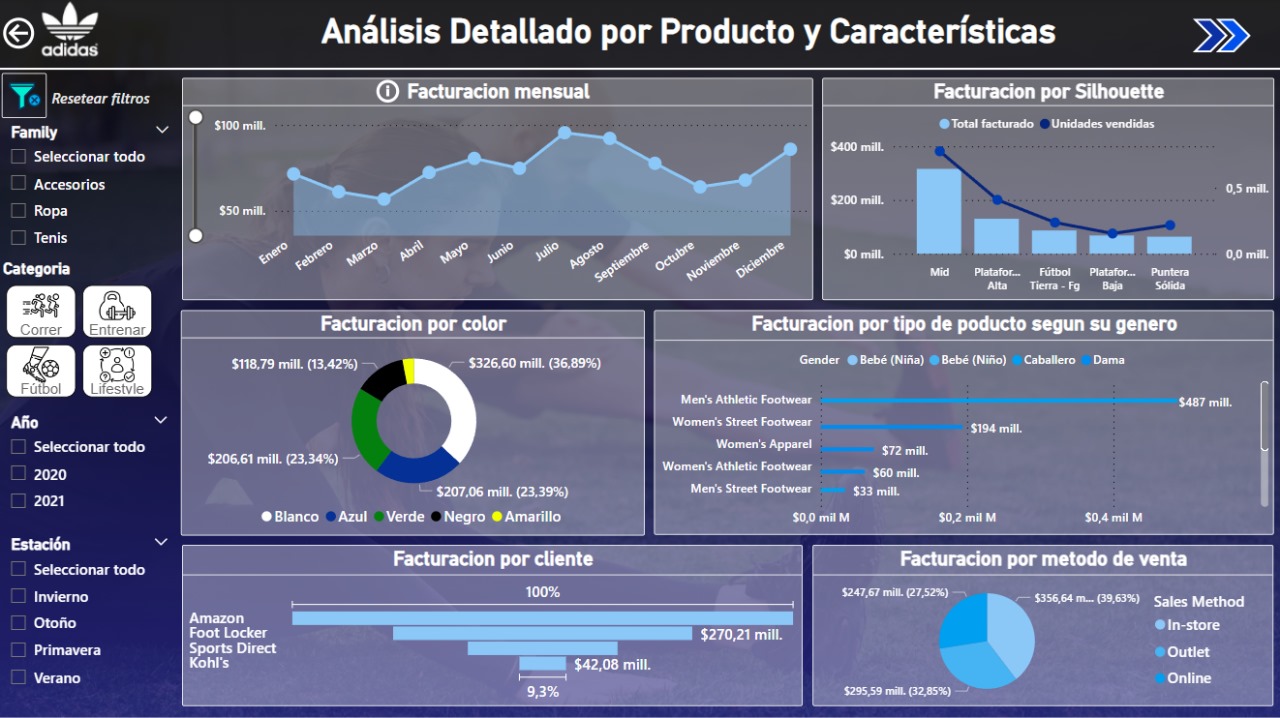 adidas
Análisis Detallado por Producto y Características
Resetear filtros
Family
Seleccionar todo
Accesorios
Ropa
Tenis
Categoria
Correr
Entrenar
Fútbol
Lifestyle
Año
Seleccionar todo
2020
2021
Estación
Seleccionar todo
Invierno
Otoño
Primavera
Verano
Facturacion mensual
$100 mill.
$50 mill.
Enero
Febrero
Marzo
Abril
Mayo
Junio
Julio
Agosto
Septiembre
Octubre
Noviembre
Diciembre
Facturacion por Silhouette
Total facturado
Unidades vendidas
$400 mill.
$200 mill.
$0 mill.
0,5 mill.
0,0 mill.
Mid
Platafor...
Alta
Fútbol
Tierra - Fg
Platafor...
Baja
Puntera
Sólida
Facturacion por color
$118,79 mill. (13,42%)
$326,60 mill. (36,89%)
$206,61 mill. (23,34%)
$207,06 mill. (23,39%)
Blanco
Azul
Verde
Negro
Amarillo
Facturacion por tipo de poducto segun su genero
Gender
Bebé (Niña)
Bebé (Niño)
Caballero
Dama
Men's Athletic Footwear
$487 mill.
Women's Street Footwear
$194 mill.
Women's Apparel
$72 mill.
Women's Athletic Footwear
$60 mill.
Men's Street Footwear
$33 mill.
$0,0 mil M
$0,2 mil M
$0,4 mil M
Facturacion por cliente
100%
Amazon
Foot Locker
$270,21 mill.
Sports Direct
Kohl's
$42,08 mill.
9,3%
Facturacion por metodo de venta
$247,67 mill. (27,52%)
$356,64 m... (39,63%)
$295,59 mill. (32,85%)
Sales Method
In-store
Outlet
Online